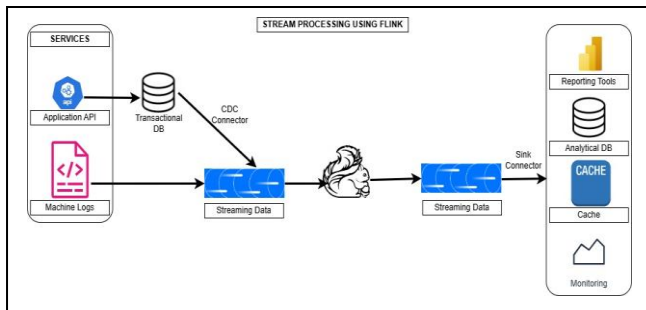 STREAM PROCESSING USING FLINK
SERVICES
api
Application API
Transactional
DB
CDC
Connector
Machine Logs
Streaming Data
Streaming Data
Sink
Connector
Reporting Tools
Analytical DB
CACHE
Cache
Monitoring